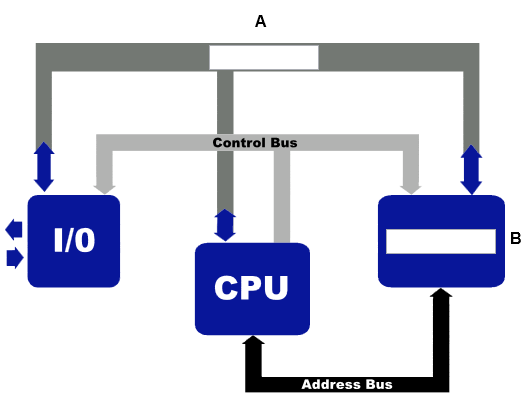 A
Control Bus
I/0
B
CPU
Address Bus